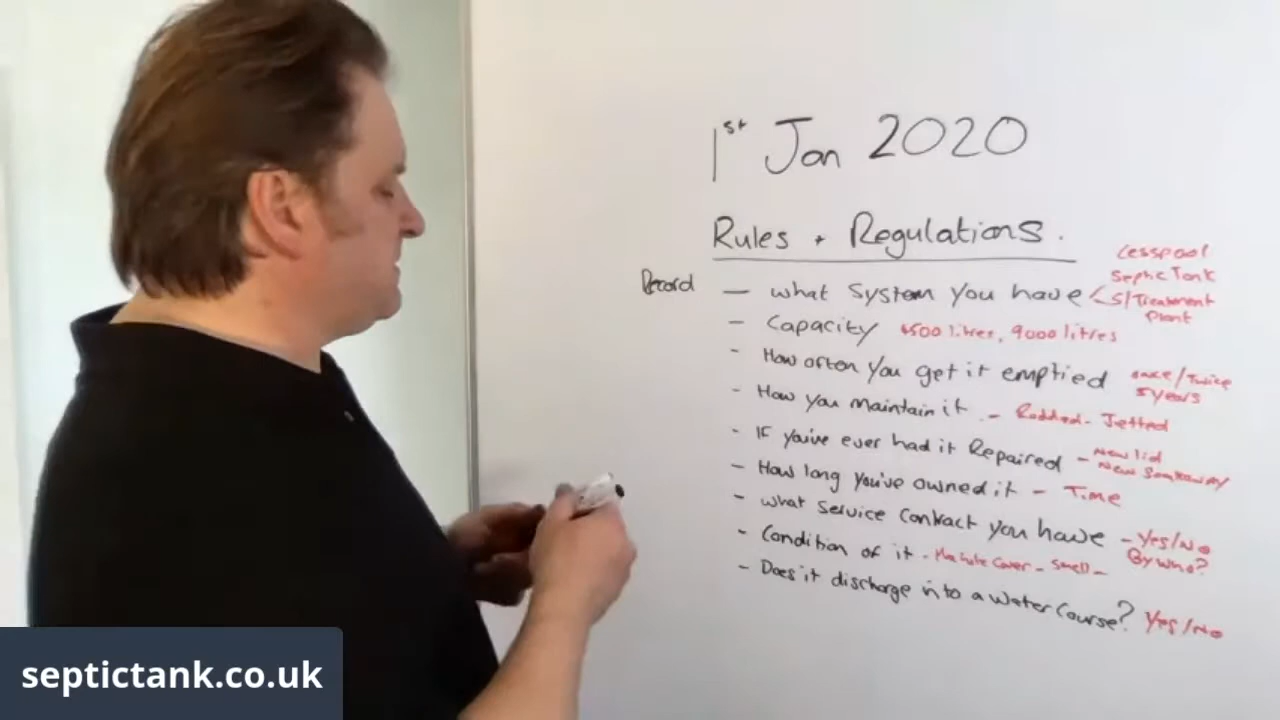 1st Jan 2020
Rules + Regulations.
Record
- what System you have
Cesspool
Septic Tank
S/Treatment
Plant
- Capacity 4500 litres, 9000 litres
- How often you get it emptied once/Twice
5 years
- How you maintain it - Rodded - Jetted
- If you've ever had it Repaired - New lid
New Soakaway
- How long you've owned it - Time
- what service contract you have - Yes/No
By Who?
- Condition of it - Manhole Cover - Smell -
- Does it discharge into a water course? Yes/No
septictank.co.uk